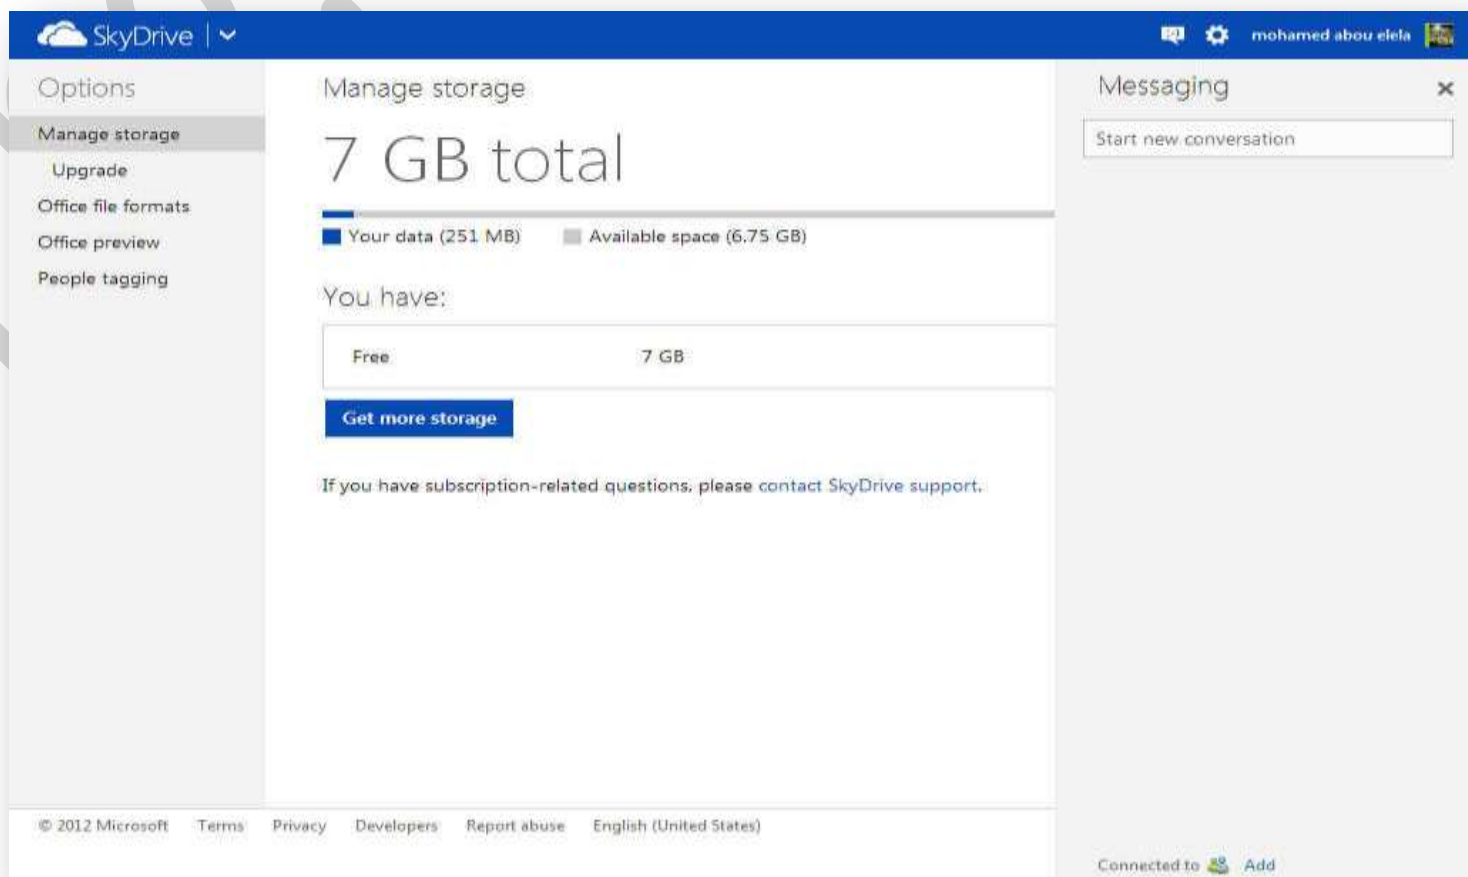 SkyDrive
mohamed abou elela
Options
Manage storage
Upgrade
Office file formats
Office preview
People tagging
Manage storage
7 GB total
Your data (251 MB) Available space (6.75 GB)
You have:
Free 7 GB
Get more storage
If you have subscription-related questions, please contact SkyDrive support.
Messaging
Start new conversation
Connected to Add
© 2012 Microsoft Terms Privacy Developers Report abuse English (United States)